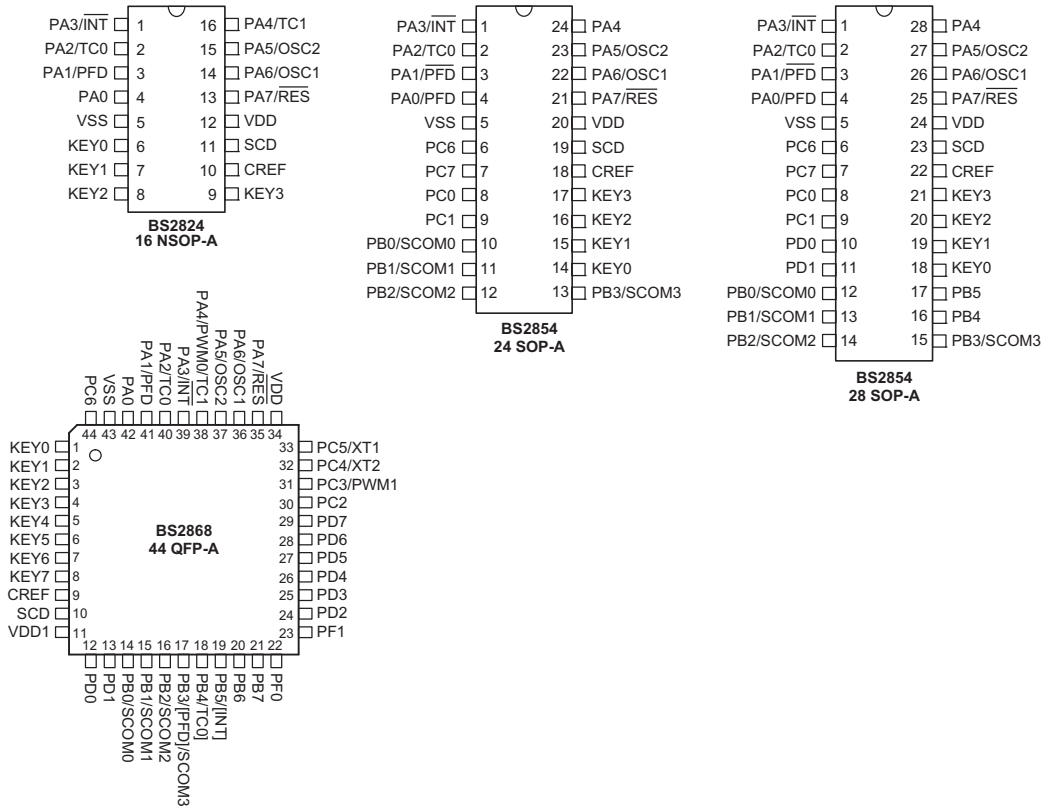 PA3/INT 1 16 PA4/TC1
PA2/TC0 2 15 PA5/OSC2
PA1/PFD 3 14 PA6/OSC1
PA0 4 13 PA7/RES
VSS 5 12 VDD
KEY0 6 11 SCD
KEY1 7 10 CREF
KEY2 8 9 KEY3
BS2824
16 NSOP-A
PA3/INT 1 24 PA4
PA2/TC0 2 23 PA5/OSC2
PA1/PFD 3 22 PA6/OSC1
PA0/PFD 4 21 PA7/RES
VSS 5 20 VDD
PC6 6 19 SCD
PC7 7 18 CREF
PC0 8 17 KEY3
PC1 9 16 KEY2
PB0/SCOM0 10 15 KEY1
PB1/SCOM1 11 14 KEY0
PB2/SCOM2 12 13 PB3/SCOM3
BS2854
24 SOP-A
PA3/INT 1 28 PA4
PA2/TC0 2 27 PA5/OSC2
PA1/PFD 3 26 PA6/OSC1
PA0/PFD 4 25 PA7/RES
VSS 5 24 VDD
PC6 6 23 SCD
PC7 7 22 CREF
PC0 8 21 KEY3
PC1 9 20 KEY2
PD0 10 19 KEY1
PD1 11 18 KEY0
PB0/SCOM0 12 17 PB5
PB1/SCOM1 13 16 PB4
PB2/SCOM2 14 15 PB3/SCOM3
BS2854
28 SOP-A
PC6
VSS
PA0
PA1/PFD
PA2/TC0
PA3/INT
PA4/PWM0/TC1
PA5/OSC2
PA6/OSC1
PA7/RES
VDD
44 43 42 41 40 39 38 37 36 35 34
KEY0 1 33 PC5/XT1
KEY1 2 32 PC4/XT2
KEY2 3 31 PC3/PWM1
KEY3 4 30 PC2
KEY4 5 29 PD7
KEY5 6 28 PD6
KEY6 7 27 PD5
KEY7 8 26 PD4
CREF 9 25 PD3
SCD 10 24 PD2
VDD1 11 23 PF1
BS2868
44 QFP-A
12 13 14 15 16 17 18 19 20 21 22
PD0
PD1
PB0/SCOM0
PB1/SCOM1
PB2/SCOM2
PB3/[PFD]/SCOM3
PB4/TC0]
PB5/[INT]
PB6
PB7
PF0